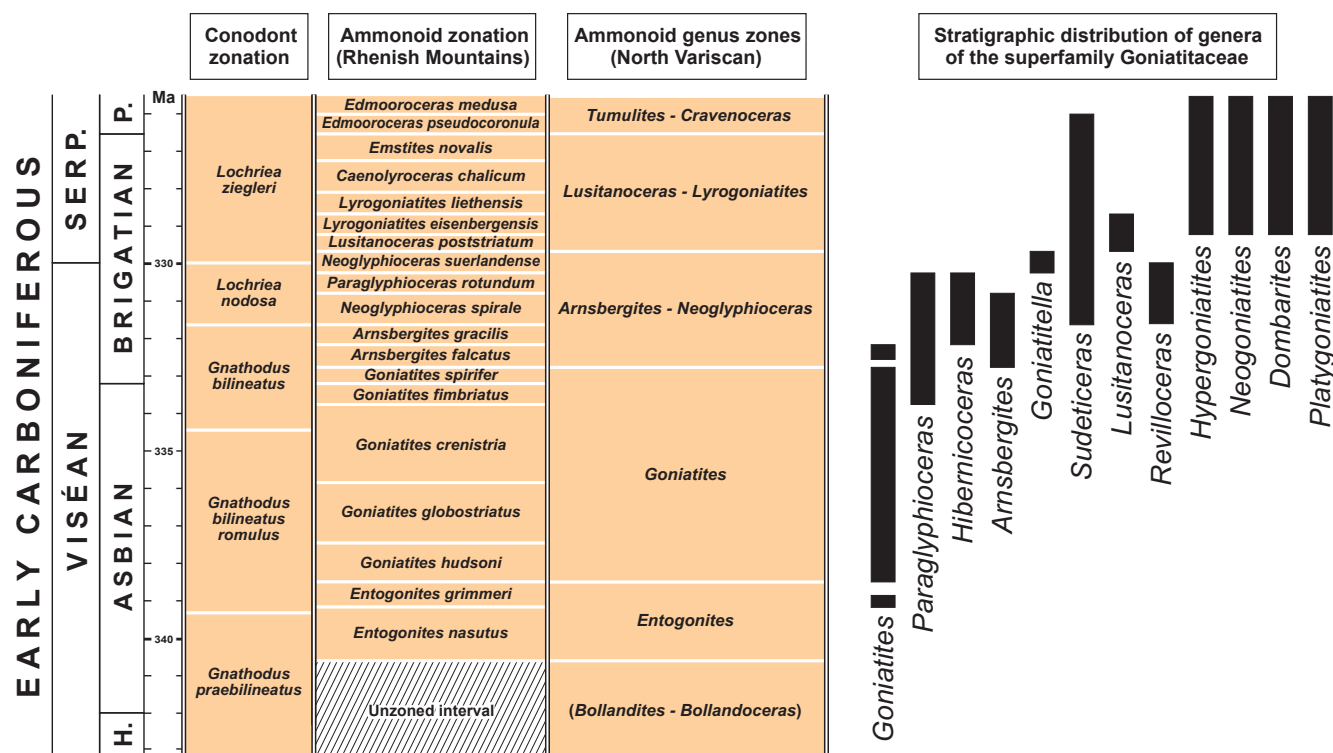 Conodont
zonation
Ammonoid zonation
(Rhenish Mountains)
Ammonoid genus zones
(North Variscan)
Stratigraphic distribution of genera
of the superfamily Goniatitaceae
EARLY CARBONIFEROUS
SERP.
VISÉAN
P.
BRIGATIAN
ASBIAN
H.
Ma
330
335
340
Lochriea
ziegleri
Lochriea
nodosa
Gnathodus
bilineatus
Gnathodus
bilineatus
romulus
Gnathodus
praebilineatus
Edmooroceras medusa
Edmooroceras pseudocoronula
Emstites novalis
Caenolyroceras chalicum
Lyrogoniatites liethensis
Lyrogoniatites eisenbergensis
Lusitanoceras poststriatum
Neoglyphioceras suerlandense
Paraglyphioceras rotundum
Neoglyphioceras spirale
Arnsbergites gracilis
Arnsbergites falcatus
Goniatites spirifer
Goniatites fimbriatus
Goniatites crenistria
Goniatites globostriatus
Goniatites hudsoni
Entogonites grimmeri
Entogonites nasutus
Unzoned interval
Tumulites - Cravenoceras
Lusitanoceras - Lyrogoniatites
Arnsbergites - Neoglyphioceras
Goniatites
Entogonites
(Bollandites - Bollandoceras)
Goniatites
Paraglyphioceras
Hibernicoceras
Arnsbergites
Goniatitella
Sudeticeras
Lusitanoceras
Revilloceras
Hypergoniatites
Neogoniatites
Dombarites
Platygoniatites